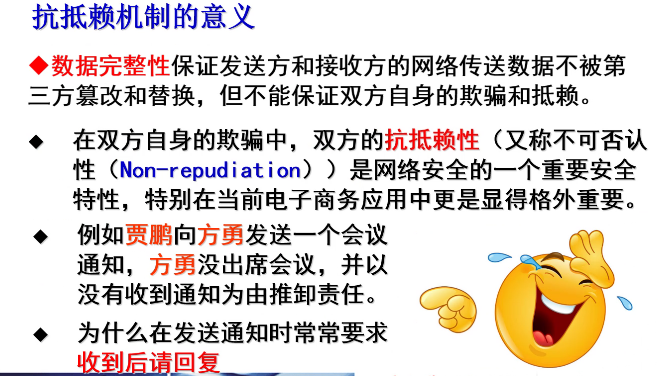 抗抵赖机制的意义
◆数据完整性保证发送方和接收方的网络传送数据不被第
三方篡改和替换，但不能保证双方自身的欺骗和抵赖。
◆ 在双方自身的欺骗中，双方的抗抵赖性（又称不可否认
性（Non-repudiation））是网络安全的一个重要安全
特性，特别在当前电子商务应用中更是显得格外重要。
◆ 例如贾鹏向方勇发送一个会议
通知，方勇没出席会议，并以
没有收到通知为由推卸责任。
◆ 为什么在发送通知时常常要求
收到后请回复